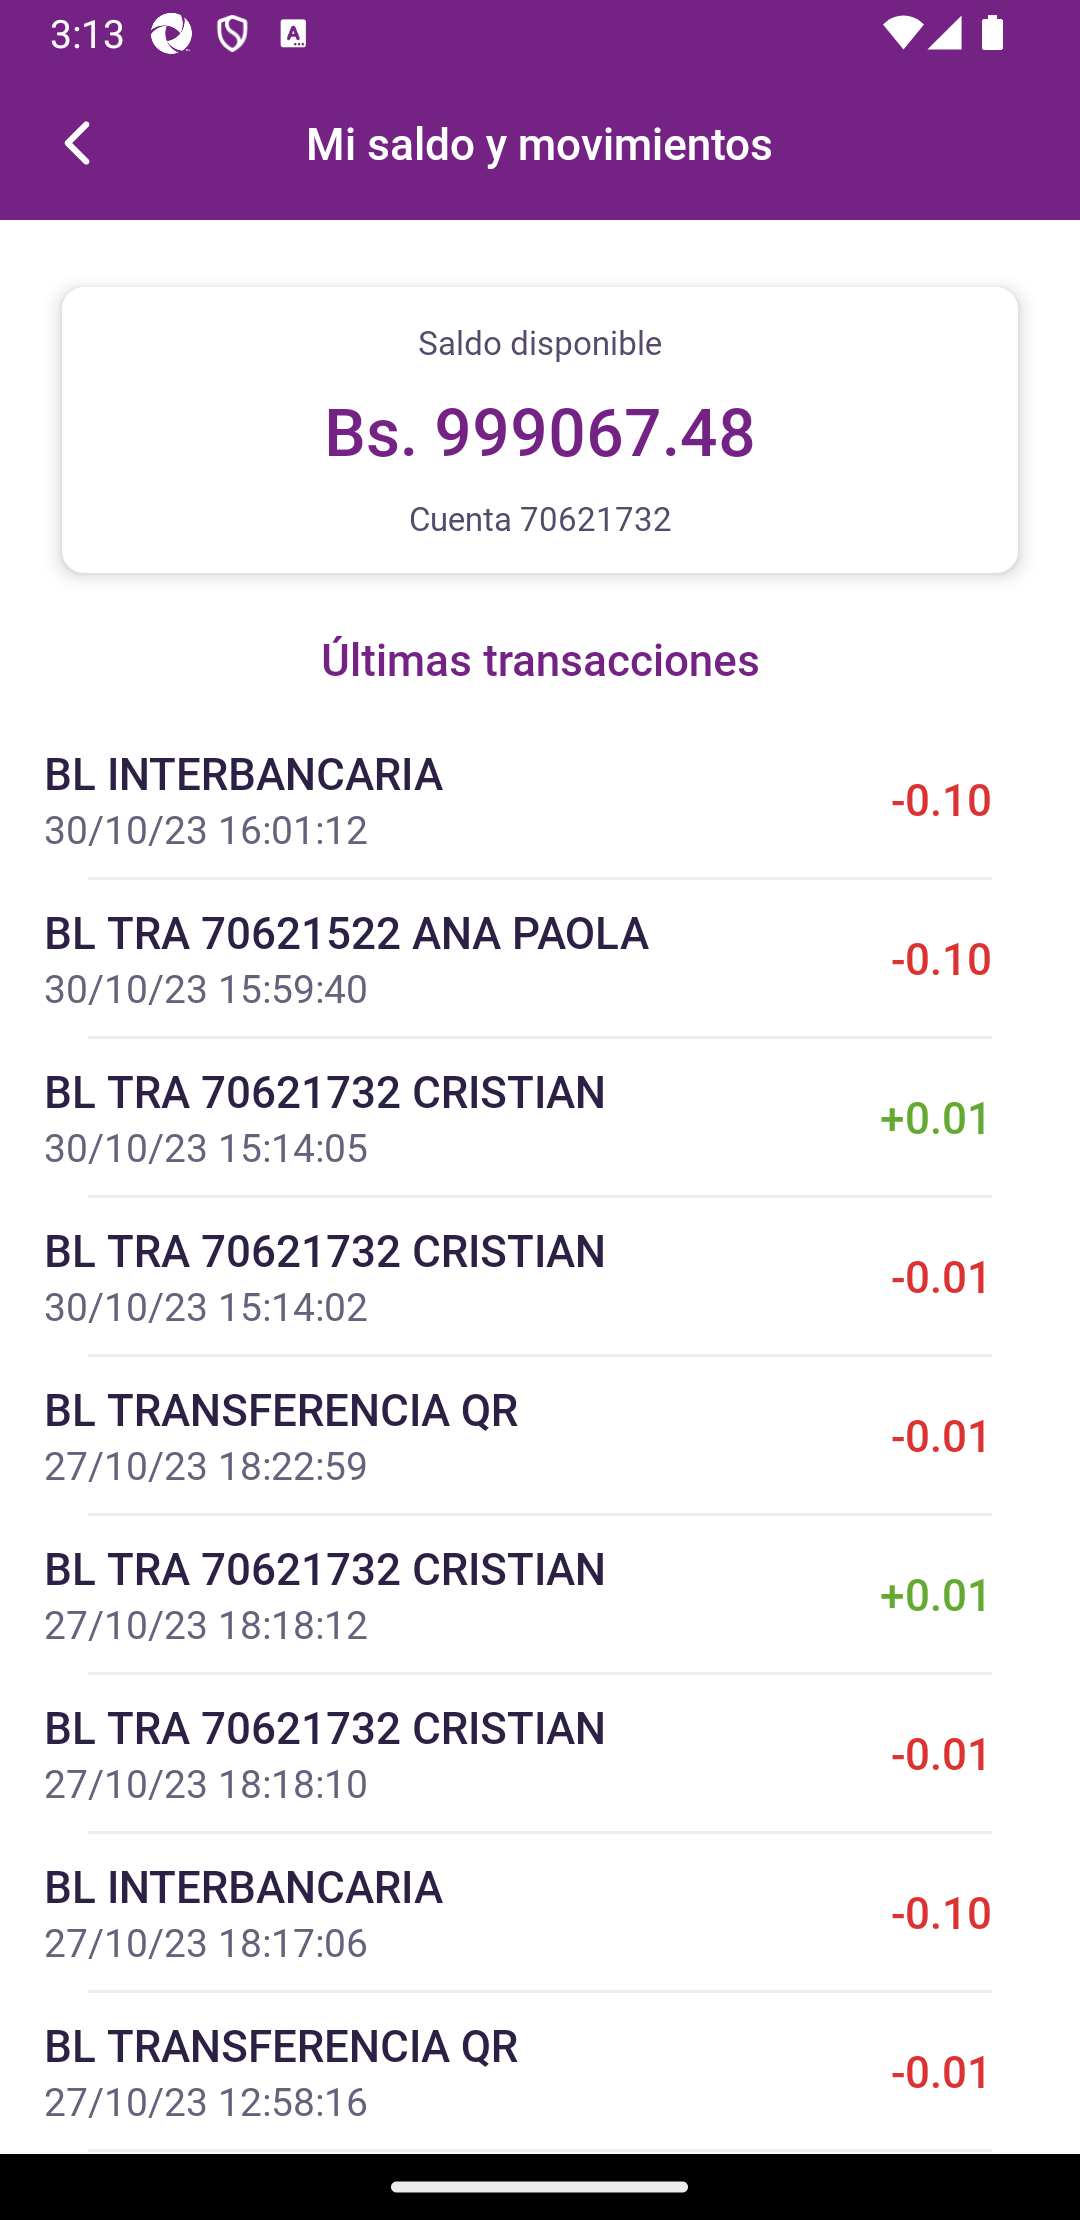 3:13
Mi saldo y movimientos
Saldo disponible
Bs. 999067.48
Cuenta 70621732
Últimas transacciones
BL INTERBANCARIA
-0.10
30/10/23 16:01:12
BL TRA 70621522 ANA PAOLA
-0.10
30/10/23 15:59:40
BL TRA 70621732 CRISTIAN
+0.01
30/10/23 15:14:05
BL TRA 70621732 CRISTIAN
-0.01
30/10/23 15:14:02
BL TRANSFERENCIA QR
-0.01
27/10/23 18:22:59
BL TRA 70621732 CRISTIAN
+0.01
27/10/23 18:18:12
BL TRA 70621732 CRISTIAN
-0.01
27/10/23 18:18:10
BL INTERBANCARIA
-0.10
27/10/23 18:17:06
BL TRANSFERENCIA QR
-0.01
27/10/23 12:58:16